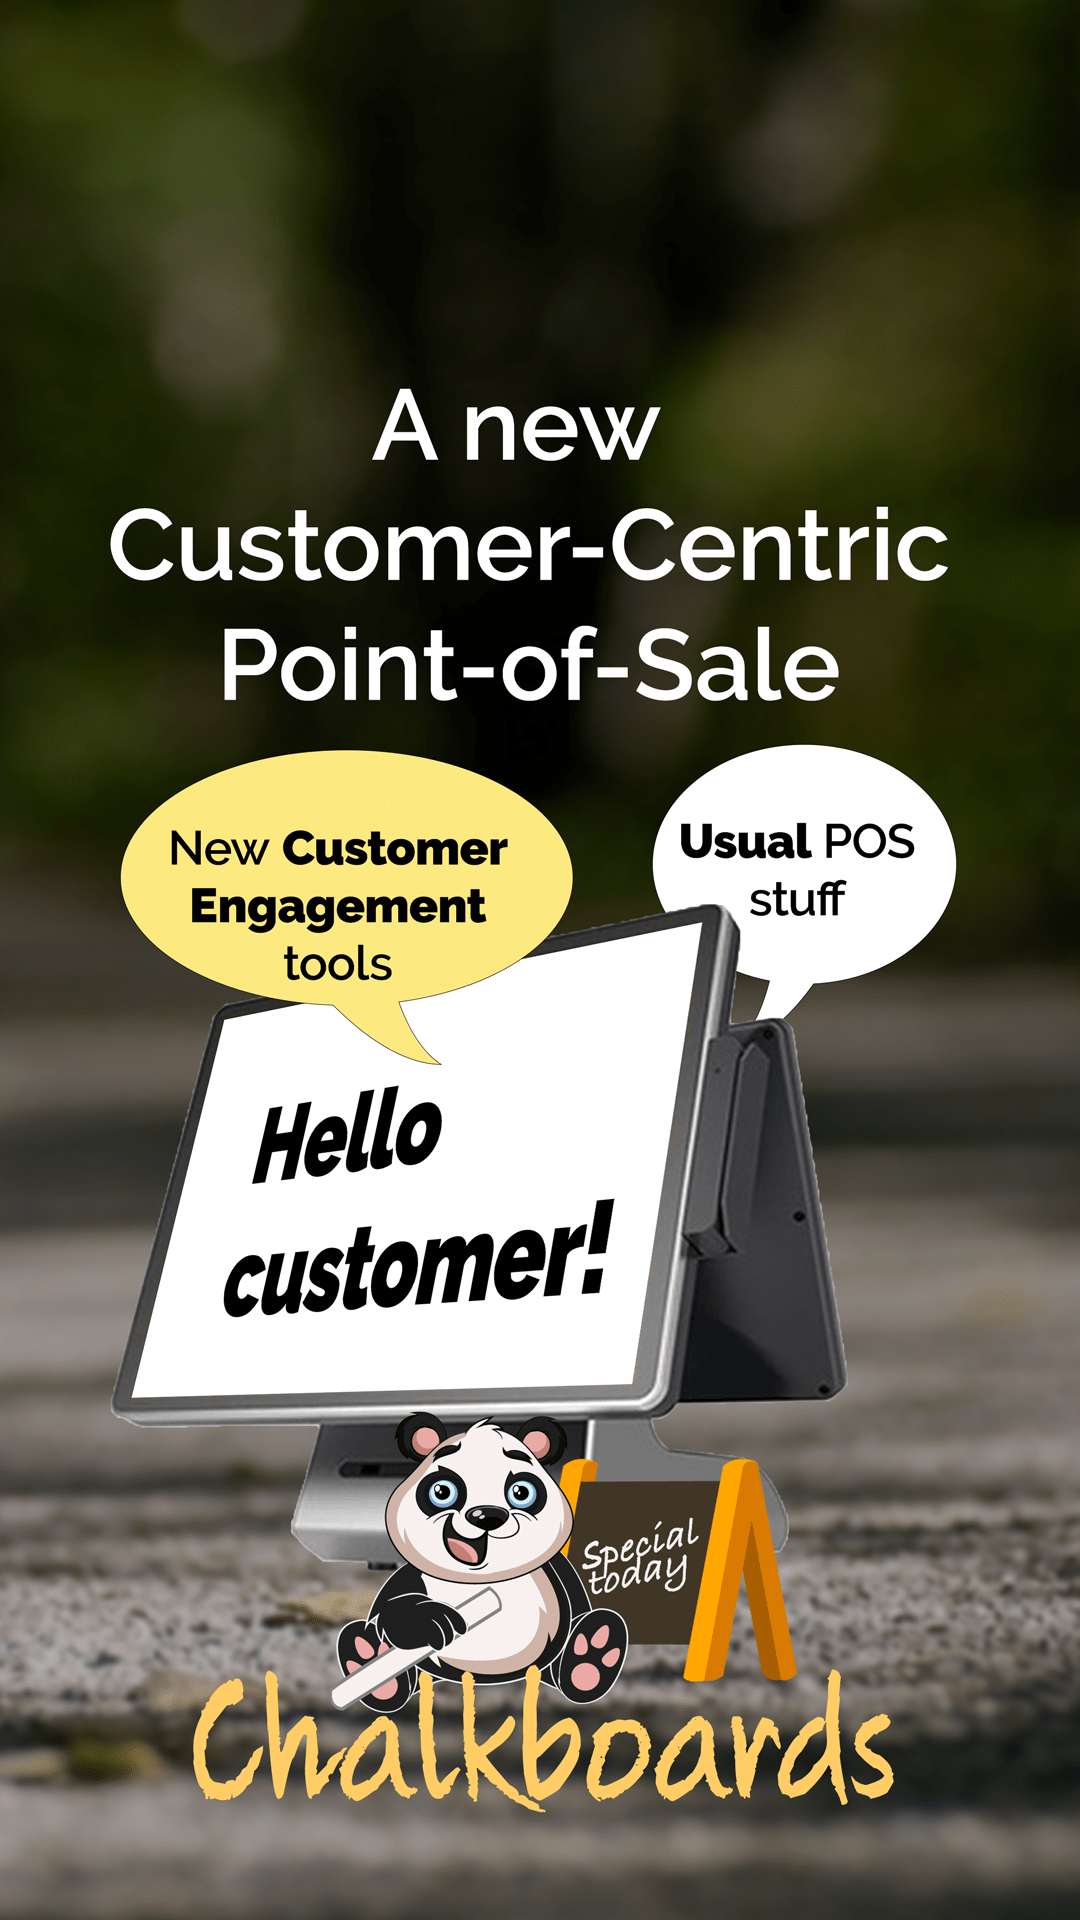 A new
Customer-Centric
Point-of-Sale
New Customer
Engagement
tools
Usual POS
stuff
Hello
customer!
Special
today
Chalkboards